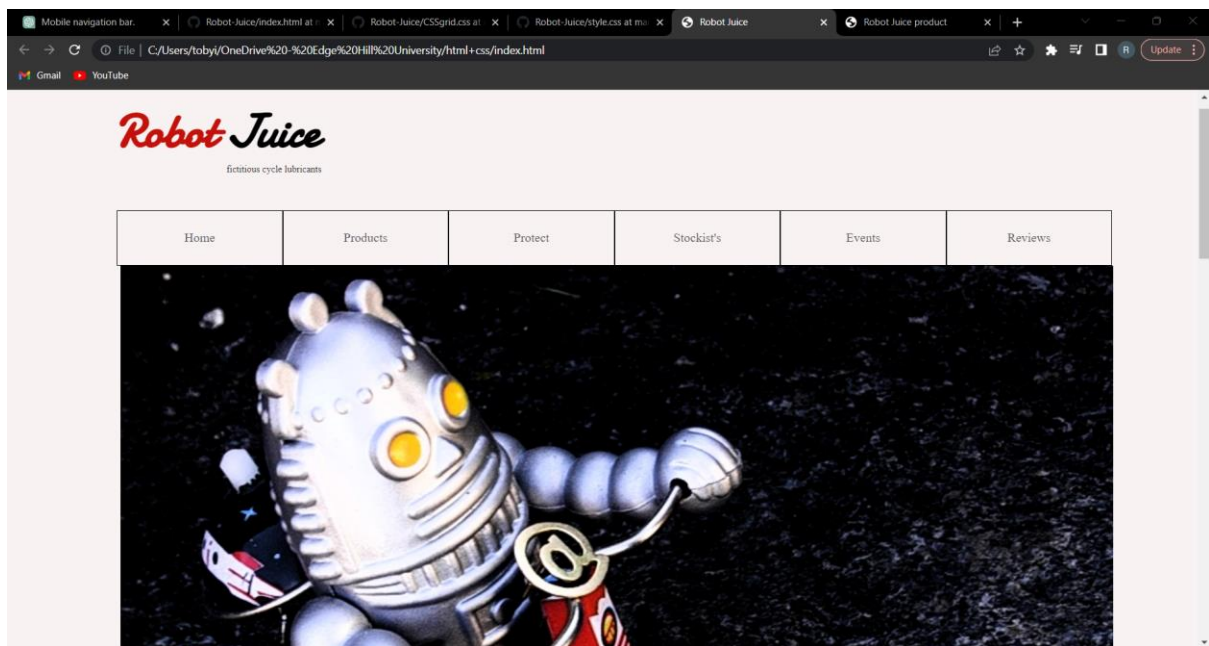 Mobile navigation bar.
Robot-Juice/index.html at m
Robot-Juice/CSSgrid.css at
Robot-Juice/style.css at mai
Robot Juice
Robot Juice product
File | C:/Users/tobyi/OneDrive%20-%20Edge%20Hill%20University/html+css/index.html
R
Update
Gmail
YouTube
Robot Juice
fictitious cycle lubricants
Home
Products
Protect
Stockist's
Events
Reviews
@